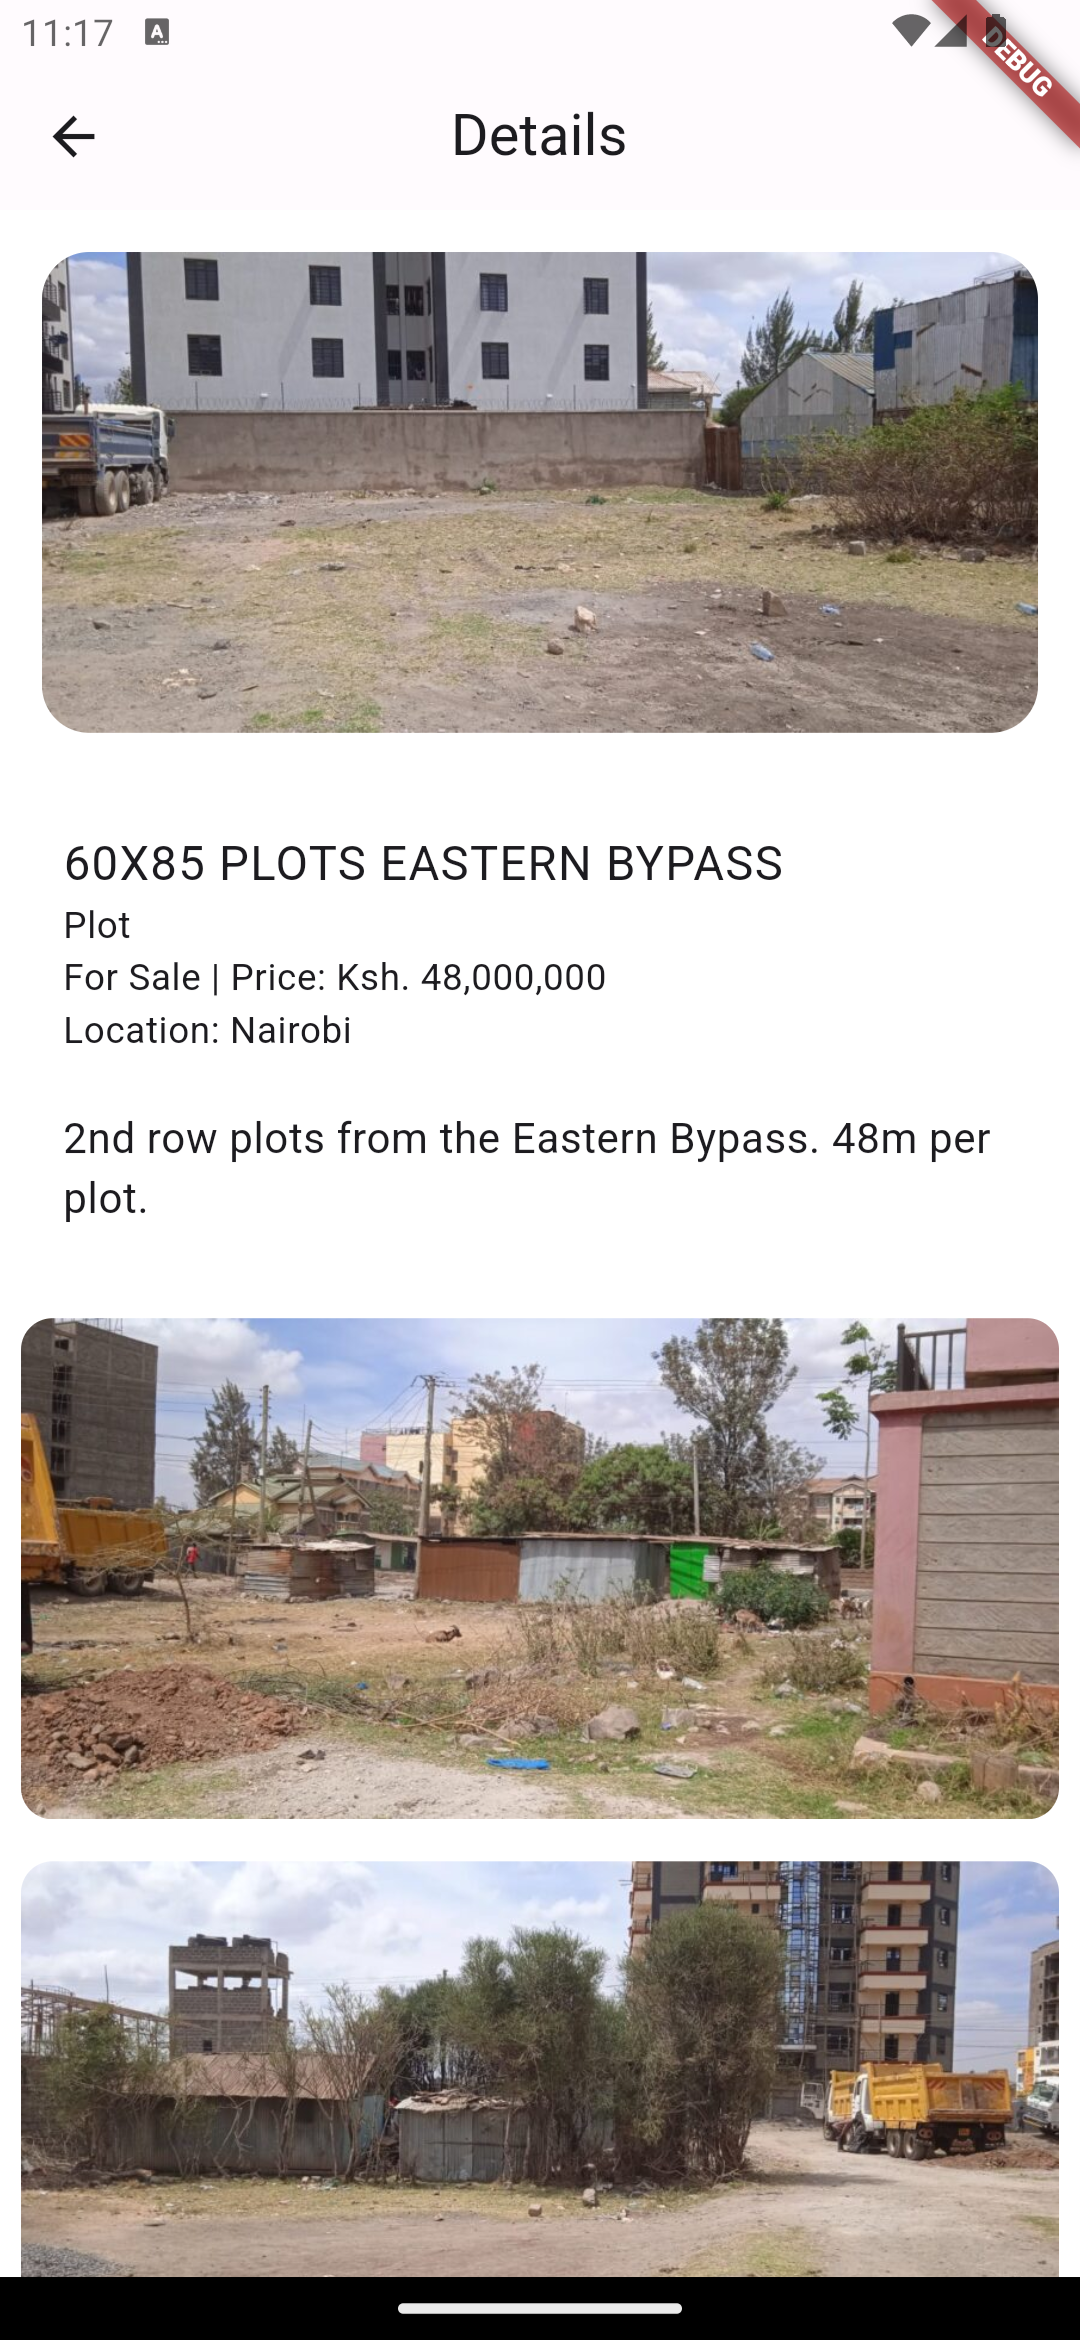 11:17
A
DEBUG
Details
60X85 PLOTS EASTERN BYPASS
Plot
For Sale | Price: Ksh. 48,000,000
Location: Nairobi
2nd row plots from the Eastern Bypass. 48m per
plot.